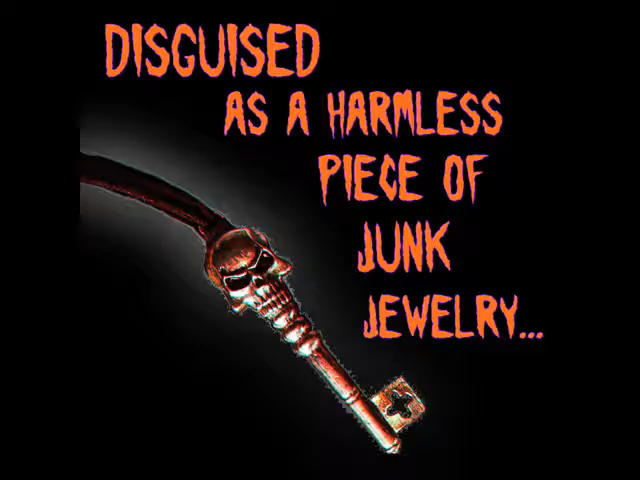 DISGUISED
AS A HARMLESS
PIECE OF
JUNK
JEWELRY...